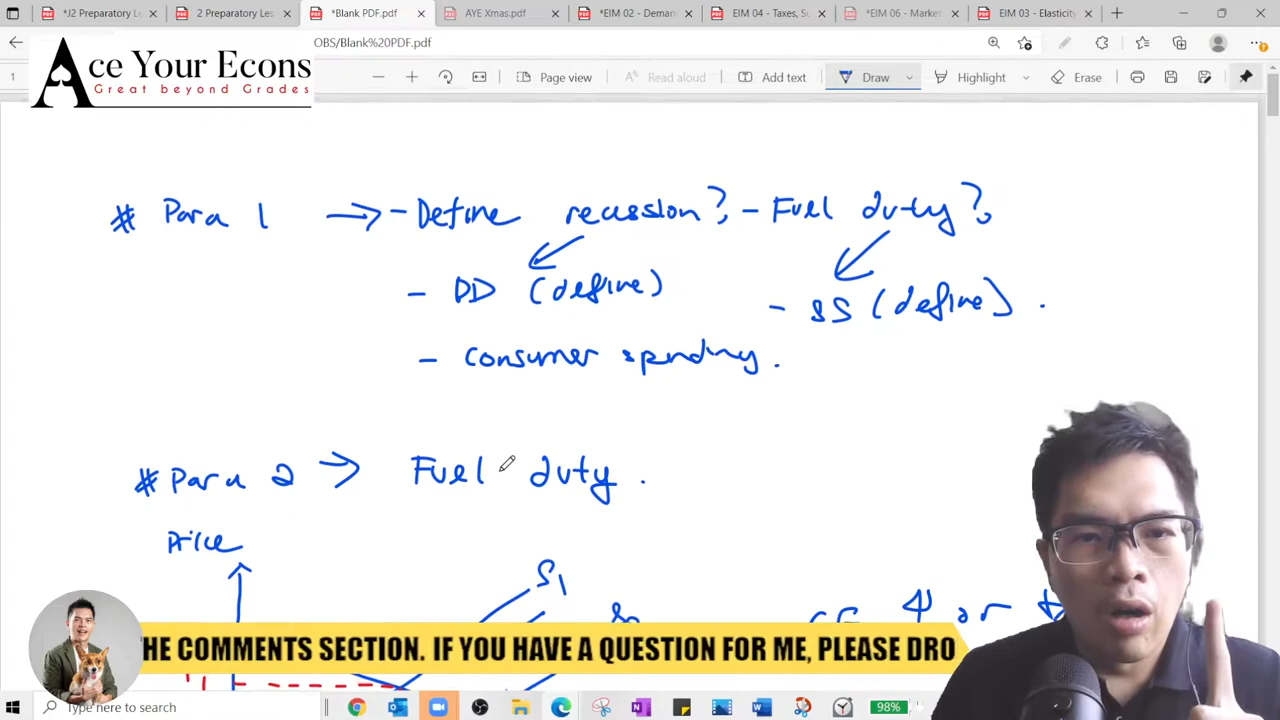 *J2 Preparatory L
2 Preparatory Les
*Blank PDF.pdf
AYE Xmas.pdf
*EIM 02 - Deman
EIM 04 - Taxes, Su
*EIM 06 - Market
EIM 03 - Elasticity
OBS/Blank%20PDF.pdf
Ace Your Econs
Great beyond Grades
1
Page view
Read aloud
Add text
Draw
Highlight
Erase
# Para 1 → - Define recession? - Fuel duty?
- DD (define)
- SS (define).
- consumer spending.
# Para 2 → Fuel duty.
Price
S1
or
HE COMMENTS SECTION. IF YOU HAVE A QUESTION FOR ME, PLEASE DRO
Type here to search
98%